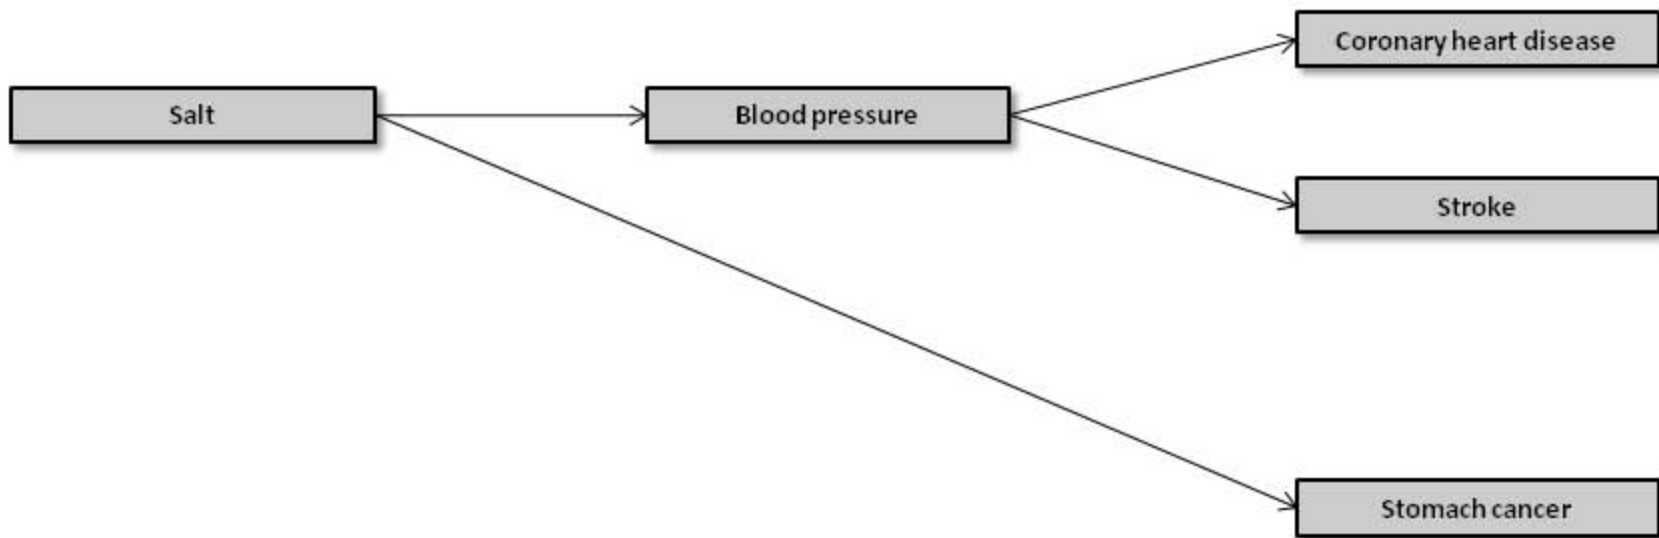 Salt
Blood pressure
Coronary heart disease
Stroke
Stomach cancer